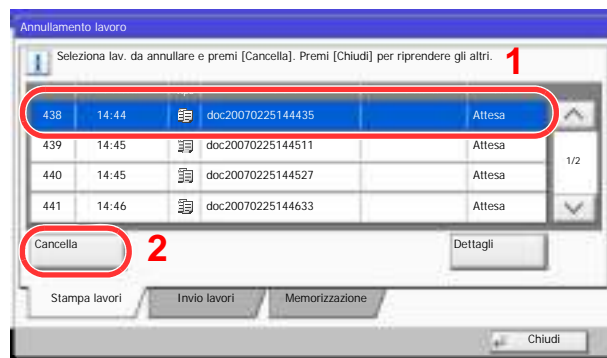 Annullamento lavoro
Seleziona lav. da annullare e premi [Cancella]. Premi [Chiudi] per riprendere gli altri. 1
438 14:44 doc20070225144435 Attesa
439 14:45 doc20070225144511 Attesa
1/2
440 14:45 doc20070225144527 Attesa
441 14:46 doc20070225144633 Attesa
Cancella 2 Dettagli
Stampa lavori Invio lavori Memorizzazione
Chiudi